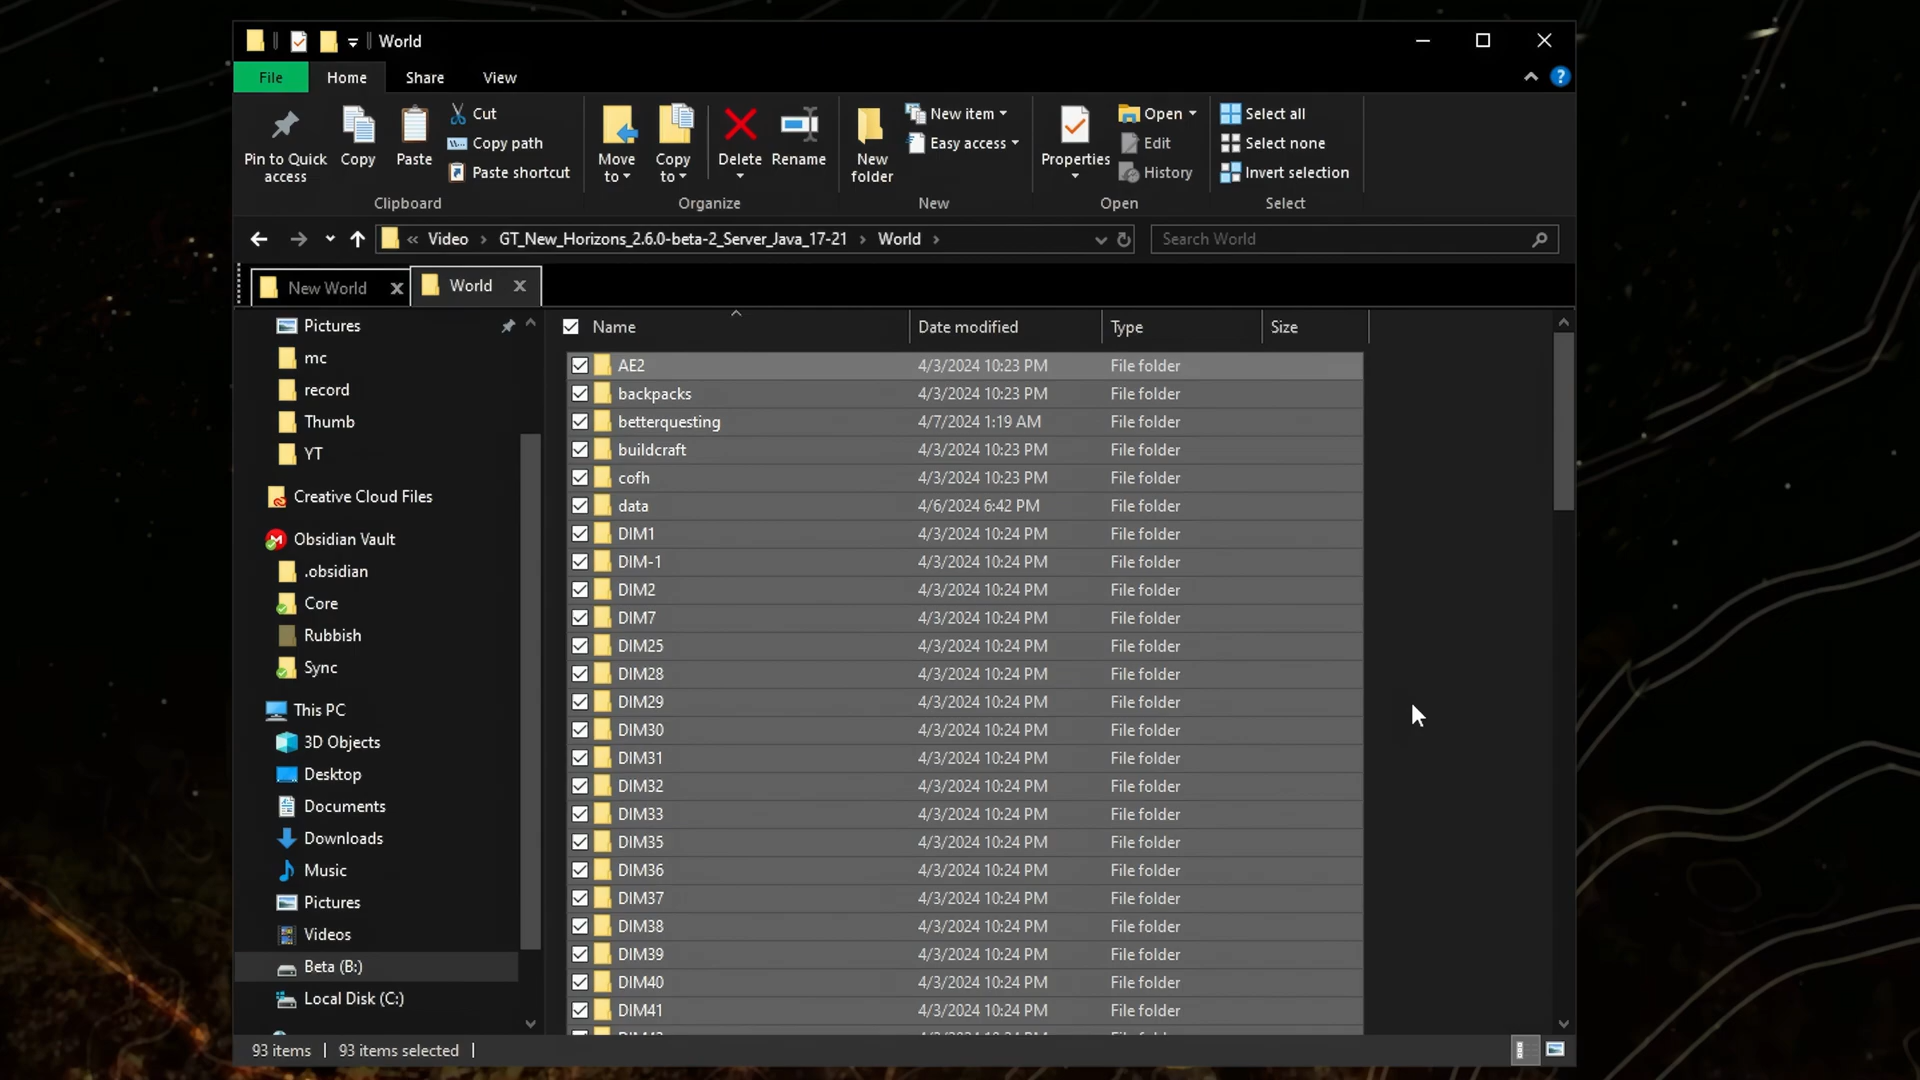 World
File
Home
Share
View
Pin to Quick access
Copy
Paste
Cut
Copy path
Paste shortcut
Clipboard
Move to
Copy to
Delete
Rename
Organize
New folder
New item
Easy access
New
Properties
Open
Edit
History
Open
Select all
Select none
Invert selection
Select
« Video > GT_New_Horizons_2.6.0-beta-2_Server_Java_17-21 > World >
Search World
New World
World
Pictures
mc
record
Thumb
YT
Creative Cloud Files
Obsidian Vault
.obsidian
Core
Rubbish
Sync
This PC
3D Objects
Desktop
Documents
Downloads
Music
Pictures
Videos
Beta (B:)
Local Disk (C:)
Name Date modified Type Size
AE2 4/3/2024 10:23 PM File folder
backpacks 4/3/2024 10:23 PM File folder
betterquesting 4/7/2024 1:19 AM File folder
buildcraft 4/3/2024 10:23 PM File folder
cofh 4/3/2024 10:23 PM File folder
data 4/6/2024 6:42 PM File folder
DIM1 4/3/2024 10:24 PM File folder
DIM-1 4/3/2024 10:24 PM File folder
DIM2 4/3/2024 10:24 PM File folder
DIM7 4/3/2024 10:24 PM File folder
DIM25 4/3/2024 10:24 PM File folder
DIM28 4/3/2024 10:24 PM File folder
DIM29 4/3/2024 10:24 PM File folder
DIM30 4/3/2024 10:24 PM File folder
DIM31 4/3/2024 10:24 PM File folder
DIM32 4/3/2024 10:24 PM File folder
DIM33 4/3/2024 10:24 PM File folder
DIM35 4/3/2024 10:24 PM File folder
DIM36 4/3/2024 10:24 PM File folder
DIM37 4/3/2024 10:24 PM File folder
DIM38 4/3/2024 10:24 PM File folder
DIM39 4/3/2024 10:24 PM File folder
DIM40 4/3/2024 10:24 PM File folder
DIM41 4/3/2024 10:24 PM File folder
93 items
93 items selected